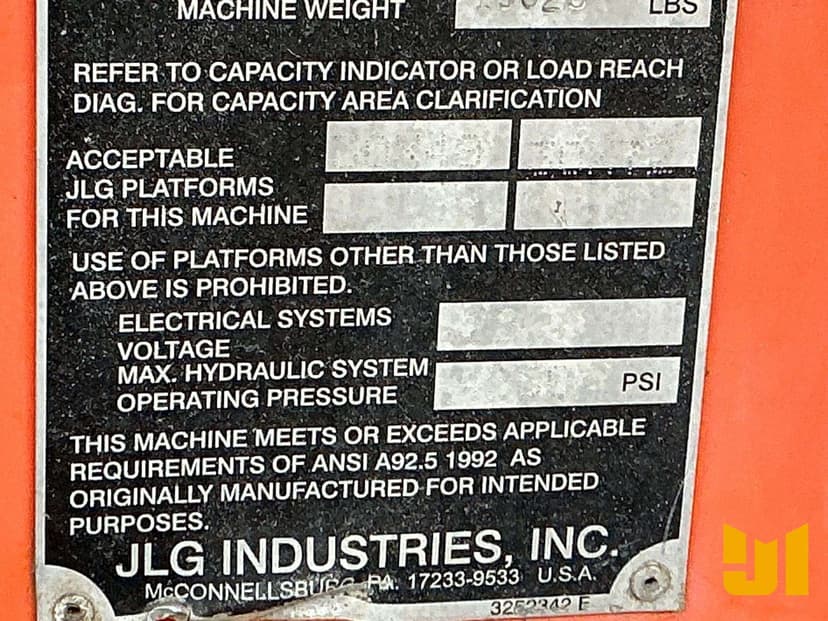 MACHINE WEIGHT LBS
REFER TO CAPACITY INDICATOR OR LOAD REACH
DIAG. FOR CAPACITY AREA CLARIFICATION
ACCEPTABLE
JLG PLATFORMS
FOR THIS MACHINE
USE OF PLATFORMS OTHER THAN THOSE LISTED
ABOVE IS PROHIBITED.
ELECTRICAL SYSTEMS
VOLTAGE
MAX. HYDRAULIC SYSTEM
OPERATING PRESSURE PSI
THIS MACHINE MEETS OR EXCEEDS APPLICABLE
REQUIREMENTS OF ANSI A92.5 1992 AS
ORIGINALLY MANUFACTURED FOR INTENDED
PURPOSES.
JLG INDUSTRIES, INC.
McCONNELLSBURG PA. 17233-9533 U.S.A.